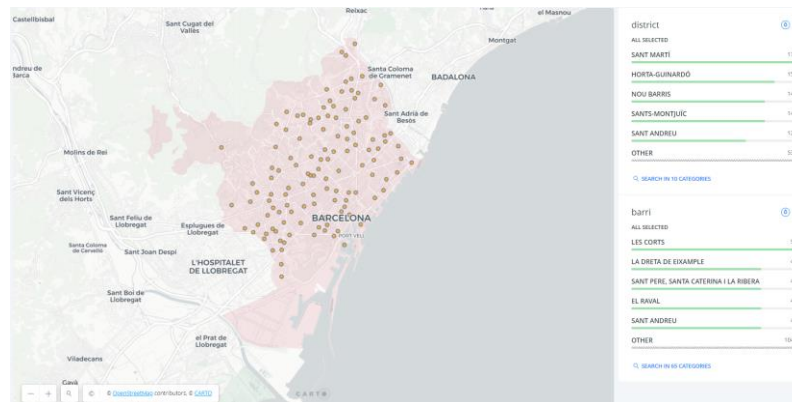 Castellbisbal
Sant Cugat del
Vallès
Reixac
el Masnou
Montgat
Santa Coloma
de Gramenet
BADALONA
Sant Adrià de
Besòs
ndreu de
Barca
Molins de Rei
Sant Vicenç
dels Horts
Sant Feliu de
Llobregat
Esplugues de
Llobregat
BARCELONA
PORT VELL
Santa Coloma
de Cervelló
Sant Joan Despí
L'HOSPITALET
DE LLOBREGAT
Sant Boi de
Llobregat
el Prat de
Llobregat
Viladecans
Gavà
© OpenStreetMap contributors, © CARTO
CARTO
district
ALL SELECTED
SANT MARTÍ
HORTA-GUINARDÓ
NOU BARRIS
SANTS-MONTJUÏC
SANT ANDREU
OTHER
SEARCH IN 10 CATEGORIES
barri
ALL SELECTED
LES CORTS
LA DRETA DE EIXAMPLE
SANT PERE, SANTA CATERINA I LA RIBERA
EL RAVAL
SANT ANDREU
OTHER
SEARCH IN 65 CATEGORIES